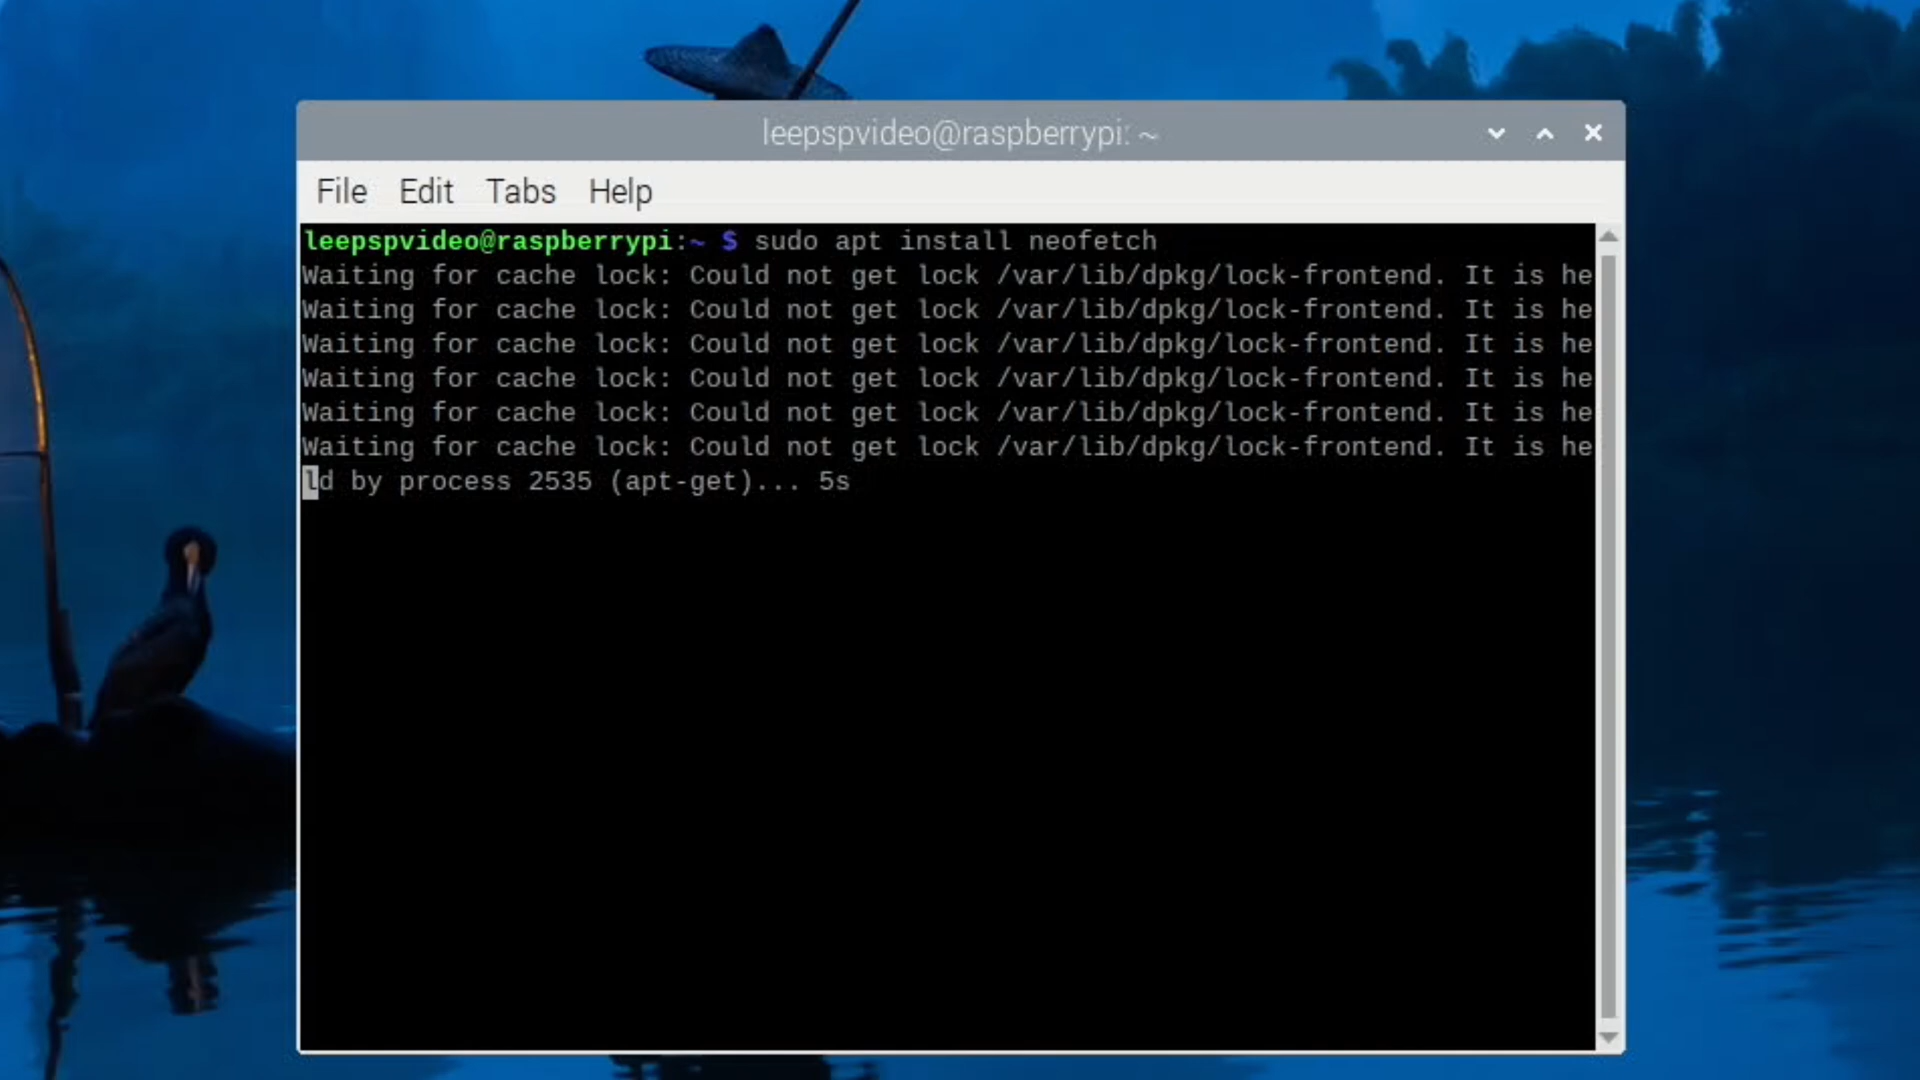 leepspvideo@raspberrypi: ~
File Edit Tabs Help
leepspvideo@raspberrypi:~ $ sudo apt install neofetch
Waiting for cache lock: Could not get lock /var/lib/dpkg/lock-frontend. It is he
Waiting for cache lock: Could not get lock /var/lib/dpkg/lock-frontend. It is he
Waiting for cache lock: Could not get lock /var/lib/dpkg/lock-frontend. It is he
Waiting for cache lock: Could not get lock /var/lib/dpkg/lock-frontend. It is he
Waiting for cache lock: Could not get lock /var/lib/dpkg/lock-frontend. It is he
Waiting for cache lock: Could not get lock /var/lib/dpkg/lock-frontend. It is he
ld by process 2535 (apt-get)... 5s